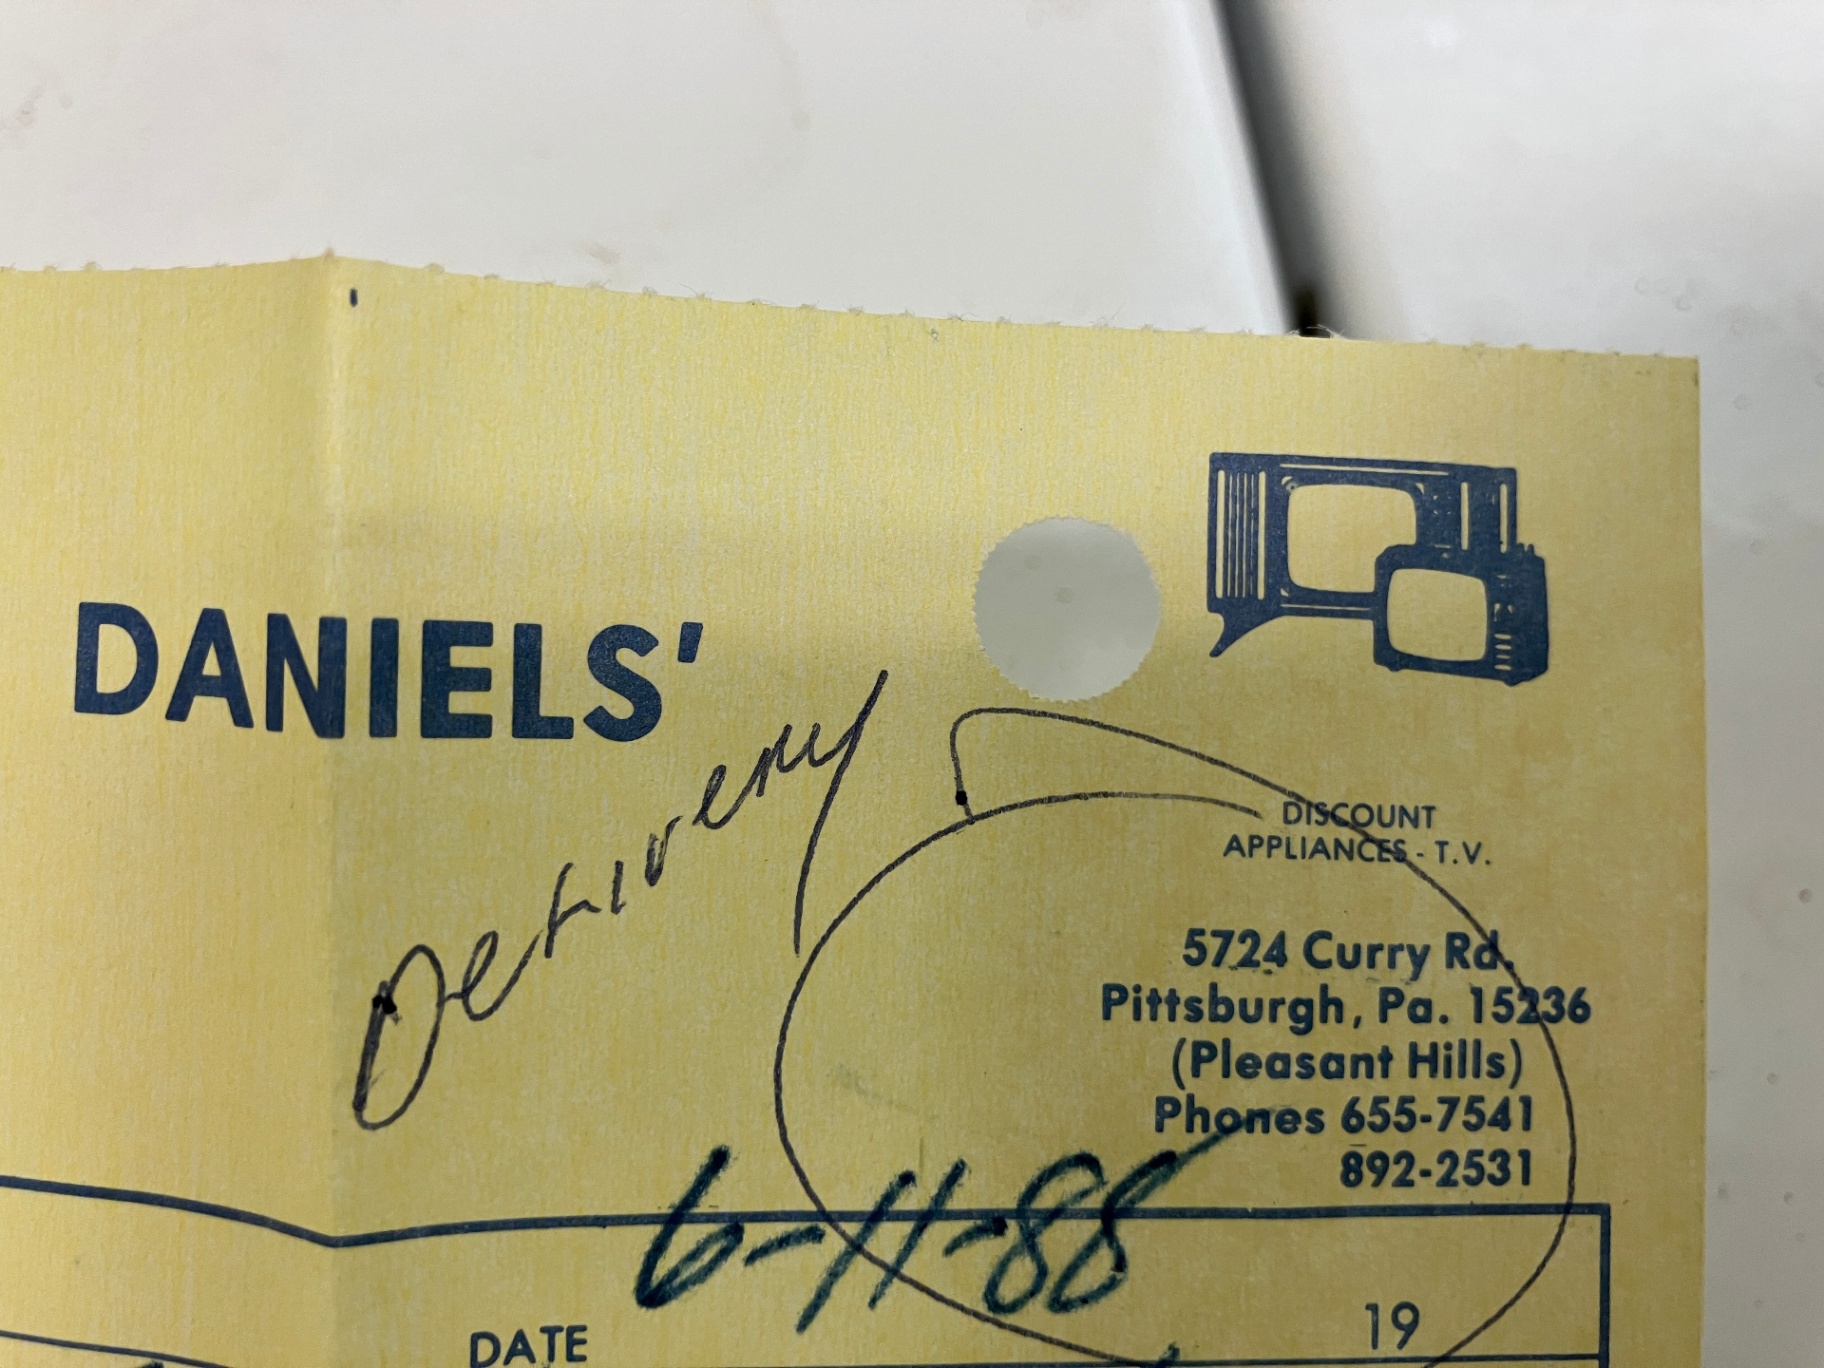 DANIELS'
Delivery
DISCOUNT
APPLIANCES - T.V.
5724 Curry Rd.
Pittsburgh, Pa. 15236
(Pleasant Hills)
Phones 655-7541
892-2531
6-11-88
DATE 19